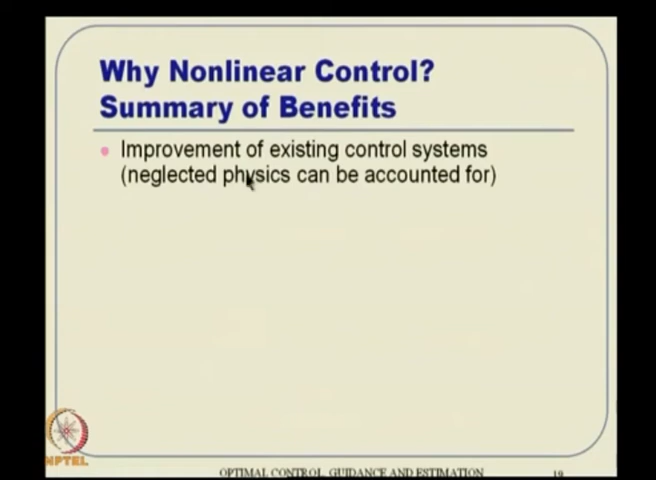 Why Nonlinear Control?
Summary of Benefits
Improvement of existing control systems
(neglected physics can be accounted for)
NPTEL
OPTIMAL CONTROL, GUIDANCE AND ESTIMATION
19